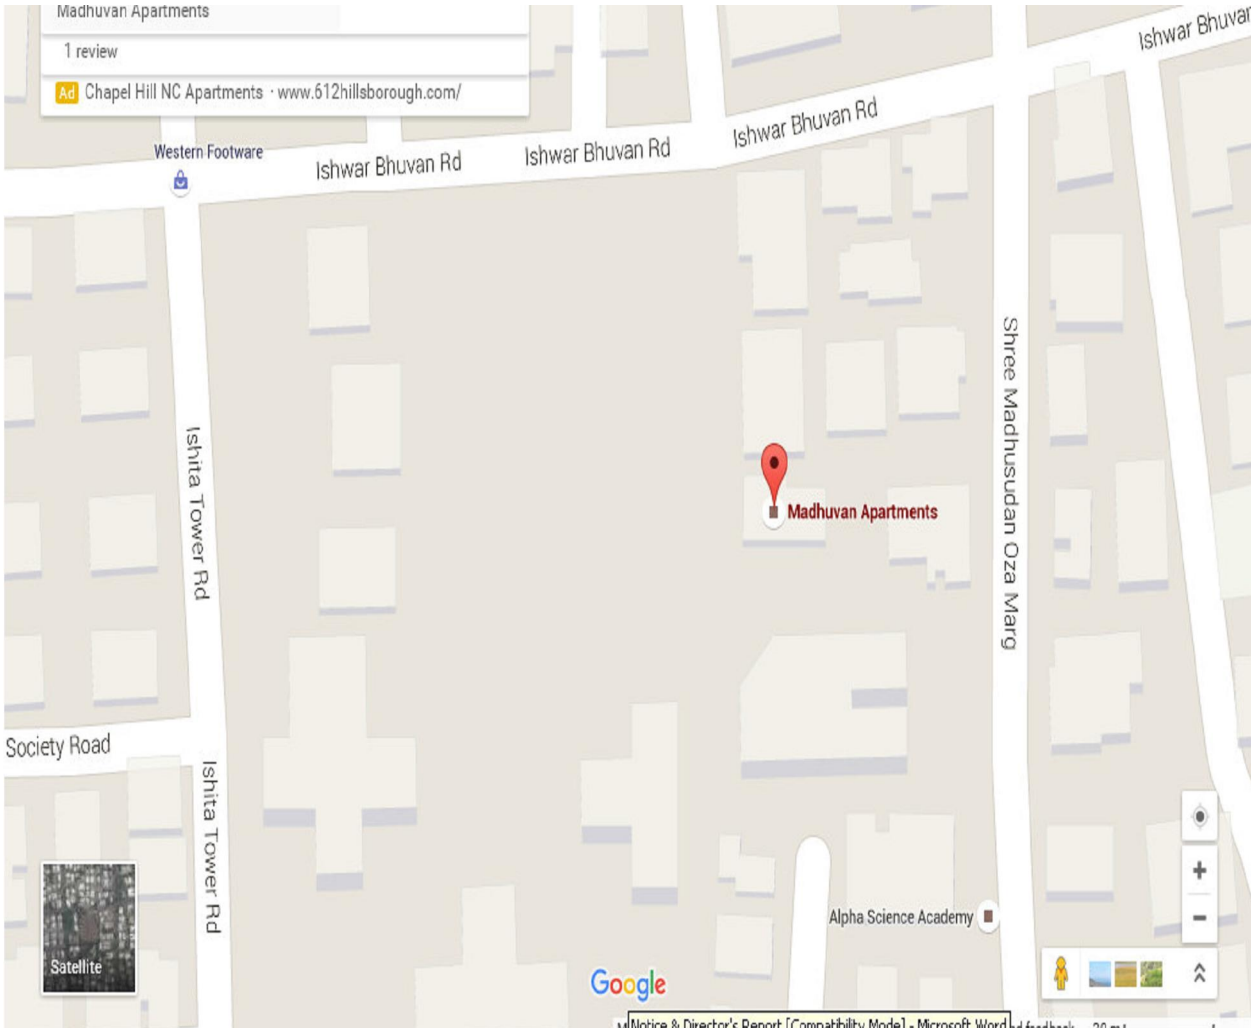 Madhuvan Apartments
1 review
Ad Chapel Hill NC Apartments · www.612hillsborough.com/
Ishwar Bhuvan
Western Footware
Ishwar Bhuvan Rd
Ishwar Bhuvan Rd
Ishwar Bhuvan Rd
Ishita Tower Rd
Shree Madhusudan Oza Marg
Madhuvan Apartments
Society Road
Ishita Tower Rd
Alpha Science Academy
Satellite
Google
Notice & Director's Report [Compatibility Mode] - Microsoft Word